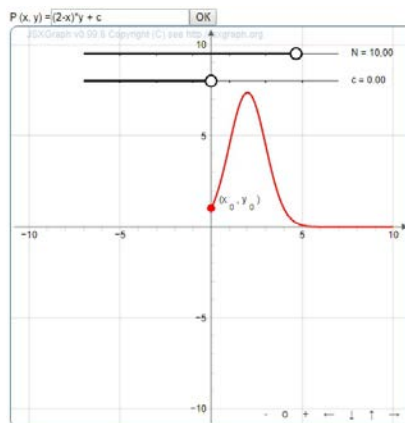 P (x, y) = (2-x)*y + c OK
JSXGraph v0.99.6 Copyright (C) see http://jsxgraph.org
10
N = 10.00
c = 0.00
5
(x0, y0)
-10 -5 5 10
-5
-10
- o + ← ↓ ↑ →